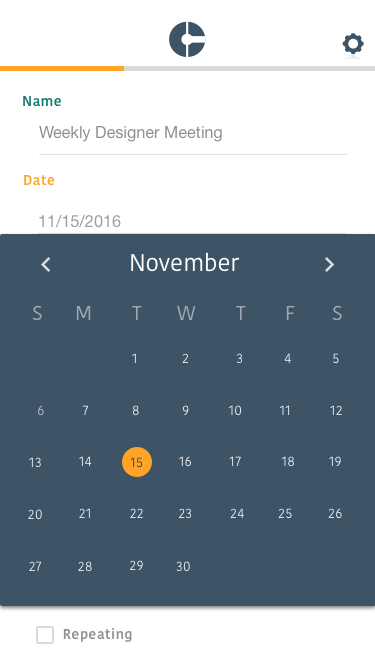 Name
Weekly Designer Meeting
Date
11/15/2016
November
S M T W T F S
1 2 3 4 5
6 7 8 9 10 11 12
13 14 15 16 17 18 19
20 21 22 23 24 25 26
27 28 29 30
Repeating